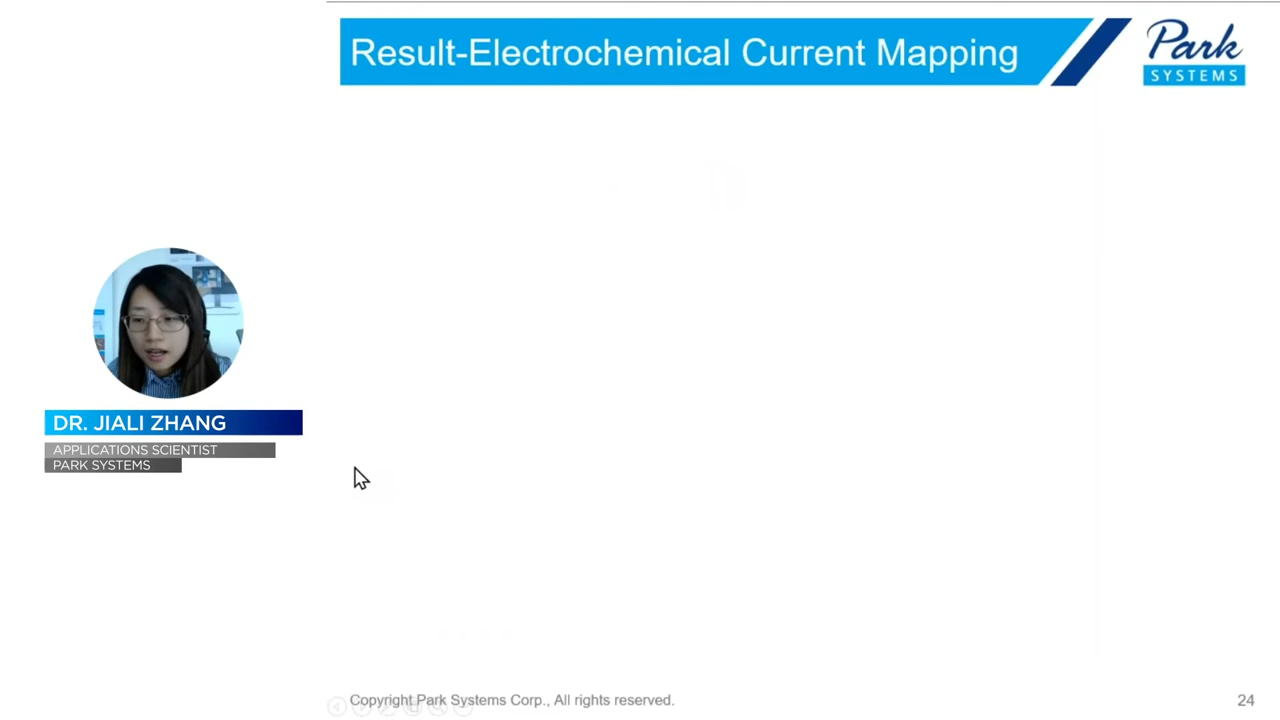 Result-Electrochemical Current Mapping
Park
SYSTEMS
DR. JIALI ZHANG
APPLICATIONS SCIENTIST
PARK SYSTEMS
Copyright Park Systems Corp., All rights reserved.
24